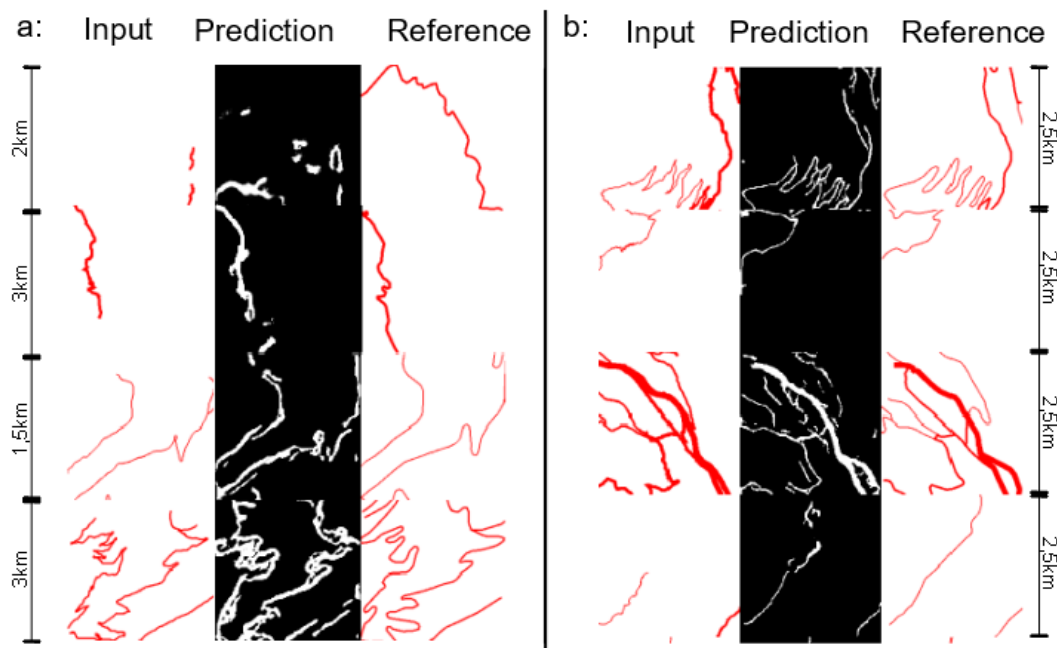 a: Input Prediction Reference
2km
3km
1,5km
3km
b: Input Prediction Reference
2,5km
2,5km
2,5km
2,5km